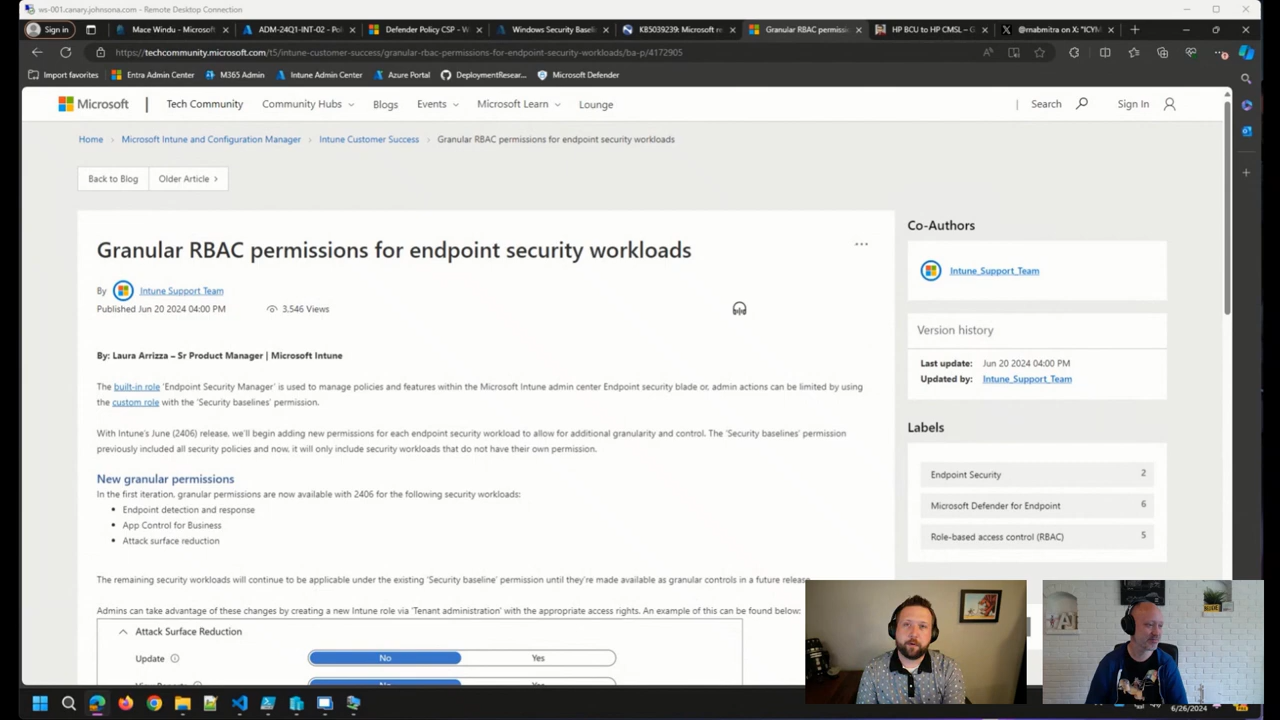 ws-001.canary.johnsona.com - Remote Desktop Connection
Sign in
Mace Windu - Microsoft
ADM-24Q1-INT-02 - Pol
Defender Policy CSP - W
Windows Security Basel
KB5039239: Microsoft re
Granular RBAC permissi
HP BCU to HP CMSL - G
@rnabmitra on X: "ICYM
https://techcommunity.microsoft.com/t5/intune-customer-success/granular-rbac-permissions-for-endpoint-security-workloads/ba-p/4172905
Import favorites
Entra Admin Center
M365 Admin
Intune Admin Center
Azure Portal
DeploymentResear...
Microsoft Defender
Microsoft
Tech Community
Community Hubs
Blogs
Events
Microsoft Learn
Lounge
Search
Sign In
Home > Microsoft Intune and Configuration Manager > Intune Customer Success > Granular RBAC permissions for endpoint security workloads
Back to Blog
Older Article >
Granular RBAC permissions for endpoint security workloads
By Intune Support Team
Published Jun 20 2024 04:00 PM
3,546 Views
By: Laura Arrizza – Sr Product Manager | Microsoft Intune
The built-in role 'Endpoint Security Manager' is used to manage policies and features within the Microsoft Intune admin center Endpoint security blade or, admin actions can be limited by using
the custom role with the 'Security baselines' permission.
With Intune's June (2406) release, we'll begin adding new permissions for each endpoint security workload to allow for additional granularity and control. The 'Security baselines' permission
previously included all security policies and now, it will only include security workloads that do not have their own permission.
New granular permissions
In the first iteration, granular permissions are now available with 2406 for the following security workloads:
• Endpoint detection and response
• App Control for Business
• Attack surface reduction
The remaining security workloads will continue to be applicable under the existing 'Security baseline' permission until they're made available as granular controls in a future release.
Admins can take advantage of these changes by creating a new Intune role via 'Tenant administration' with the appropriate access rights. An example of this can be found below:
Attack Surface Reduction
Update
No
Yes
Co-Authors
Intune_Support_Team
Version history
Last update: Jun 20 2024 04:00 PM
Updated by: Intune_Support_Team
Labels
Endpoint Security 2
Microsoft Defender for Endpoint 6
Role-based access control (RBAC) 5
6/26/2024